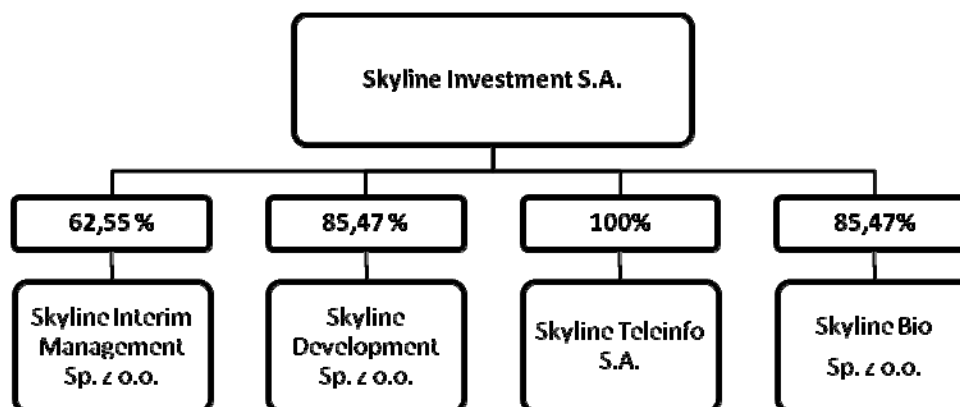 Skyline Investment S.A.
62,55 %
85,47 %
100%
85,47%
Skyline Interim
Management
Sp. z o.o.
Skyline
Development
Sp. z o.o.
Skyline Teleinfo
S.A.
Skyline Bio
Sp. z o.o.